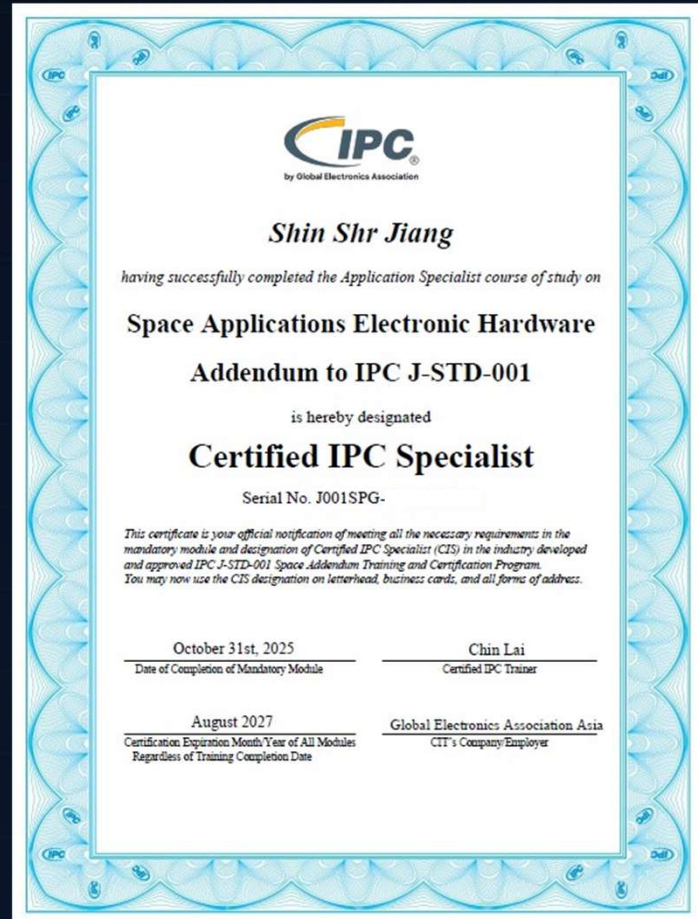 IPC®
by Global Electronics Association
Shin Shr Jiang
having successfully completed the Application Specialist course of study on
Space Applications Electronic Hardware
Addendum to IPC J-STD-001
is hereby designated
Certified IPC Specialist
Serial No. J001SPG-
This certificate is your official notification of meeting all the necessary requirements in the
mandatory module and designation of Certified IPC Specialist (CIS) in the industry developed
and approved IPC J-STD-001 Space Addendum Training and Certification Program.
You may now use the CIS designation on letterhead, business cards, and all forms of address.
October 31st, 2025
Date of Completion of Mandatory Module
Chin Lai
Certified IPC Trainer
August 2027
Certification Expiration Month/Year of All Modules
Regardless of Training Completion Date
Global Electronics Association Asia
CIT's Company/Employer